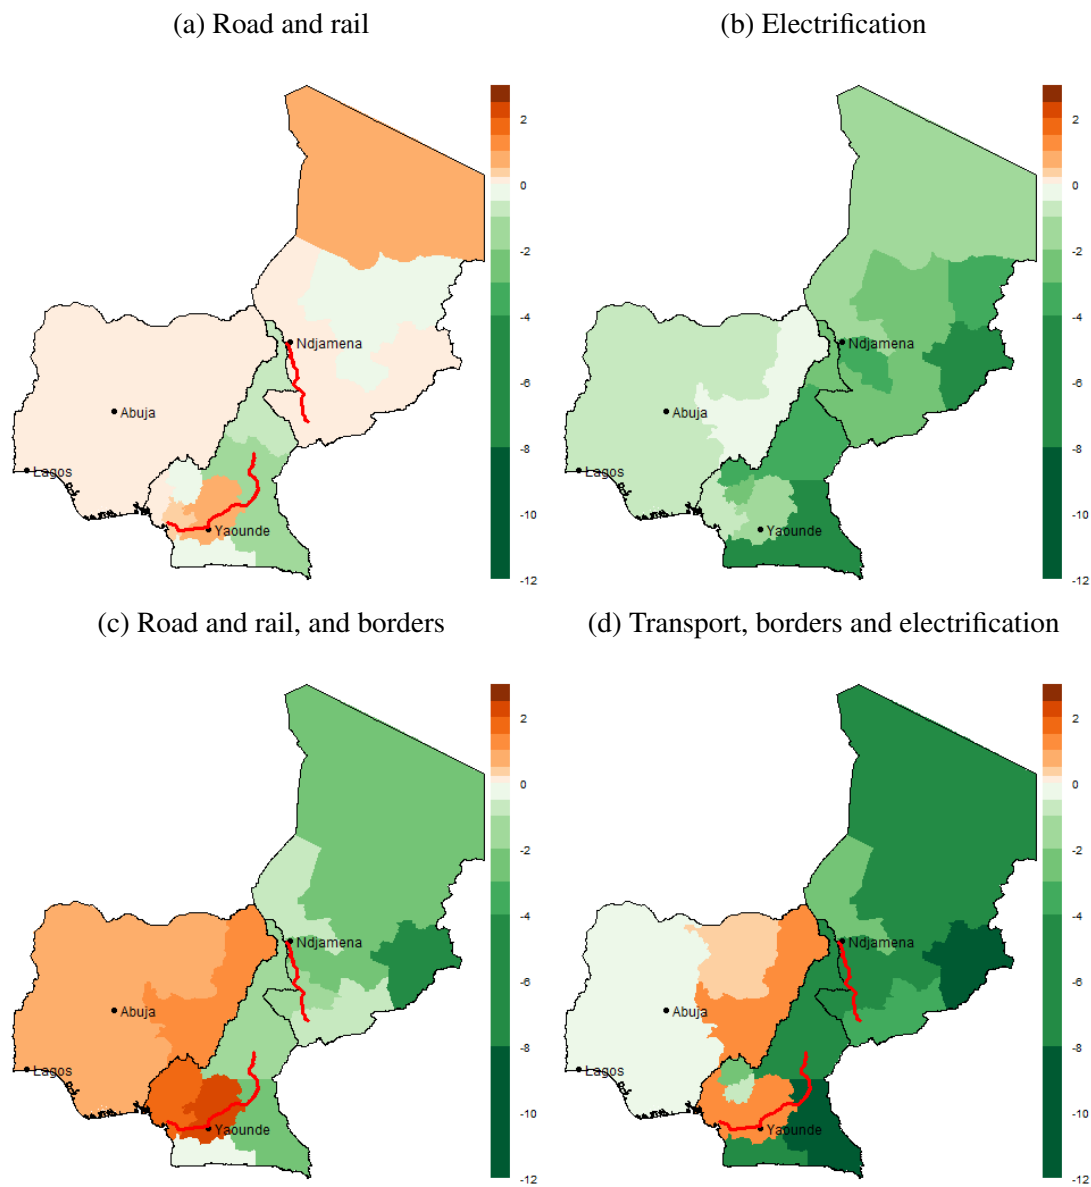 (a) Road and rail
(b) Electrification
2
0
-2
-4
-6
-8
-10
-12
Ndjamena
Abuja
Lagos
Yaounde
2
0
-2
-4
-6
-8
-10
-12
Ndjamena
Abuja
Lagos
Yaounde
(c) Road and rail, and borders
(d) Transport, borders and electrification
2
0
-2
-4
-6
-8
-10
-12
Ndjamena
Abuja
Lagos
Yaounde
2
0
-2
-4
-6
-8
-10
-12
Ndjamena
Abuja
Lagos
Yaounde